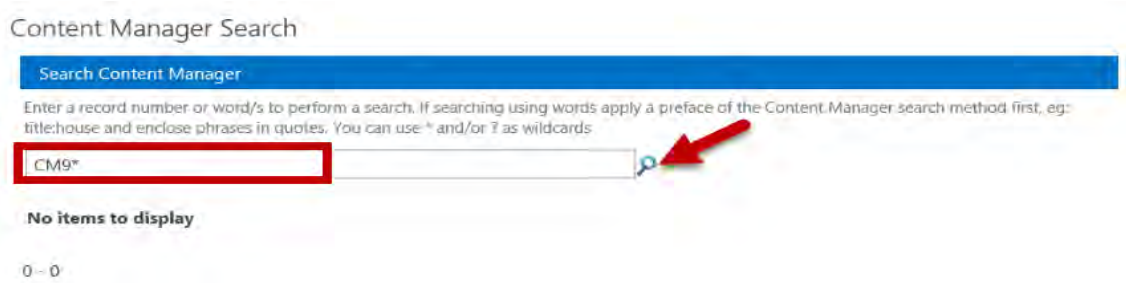 Content Manager Search
Search Content Manager
Enter a record number or word/s to perform a search. If searching using words apply a preface of the Content Manager search method first, eg:
title:house and enclose phrases in quotes. You can use * and/or ? as wildcards
CM9*
No items to display
0 - 0